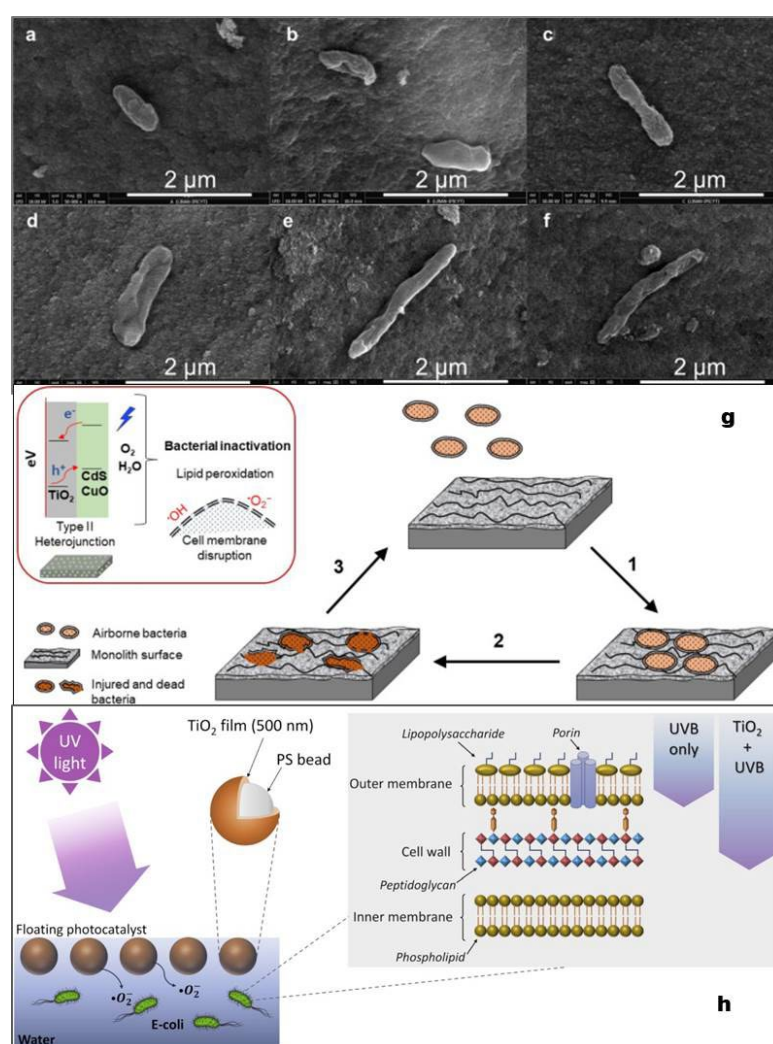 a
2 µm
b
2 µm
c
2 µm
d
2 µm
e
2 µm
f
2 µm
g
eV
e⁻
h⁺
TiO₂
CdS
CuO
Type II
Heterojunction
O₂
H₂O
Bacterial inactivation
Lipid peroxidation
·OH
·O₂⁻
Cell membrane
disruption
1
2
3
Airborne bacteria
Monolith surface
Injured and dead
bacteria
UV
light
TiO₂ film (500 nm)
PS bead
Floating photocatalyst
•O₂⁻
•O₂⁻
E-coli
Water
Lipopolysaccharide
Porin
Outer membrane
Cell wall
Peptidoglycan
Inner membrane
Phospholipid
UVB
only
TiO₂
+
UVB
h